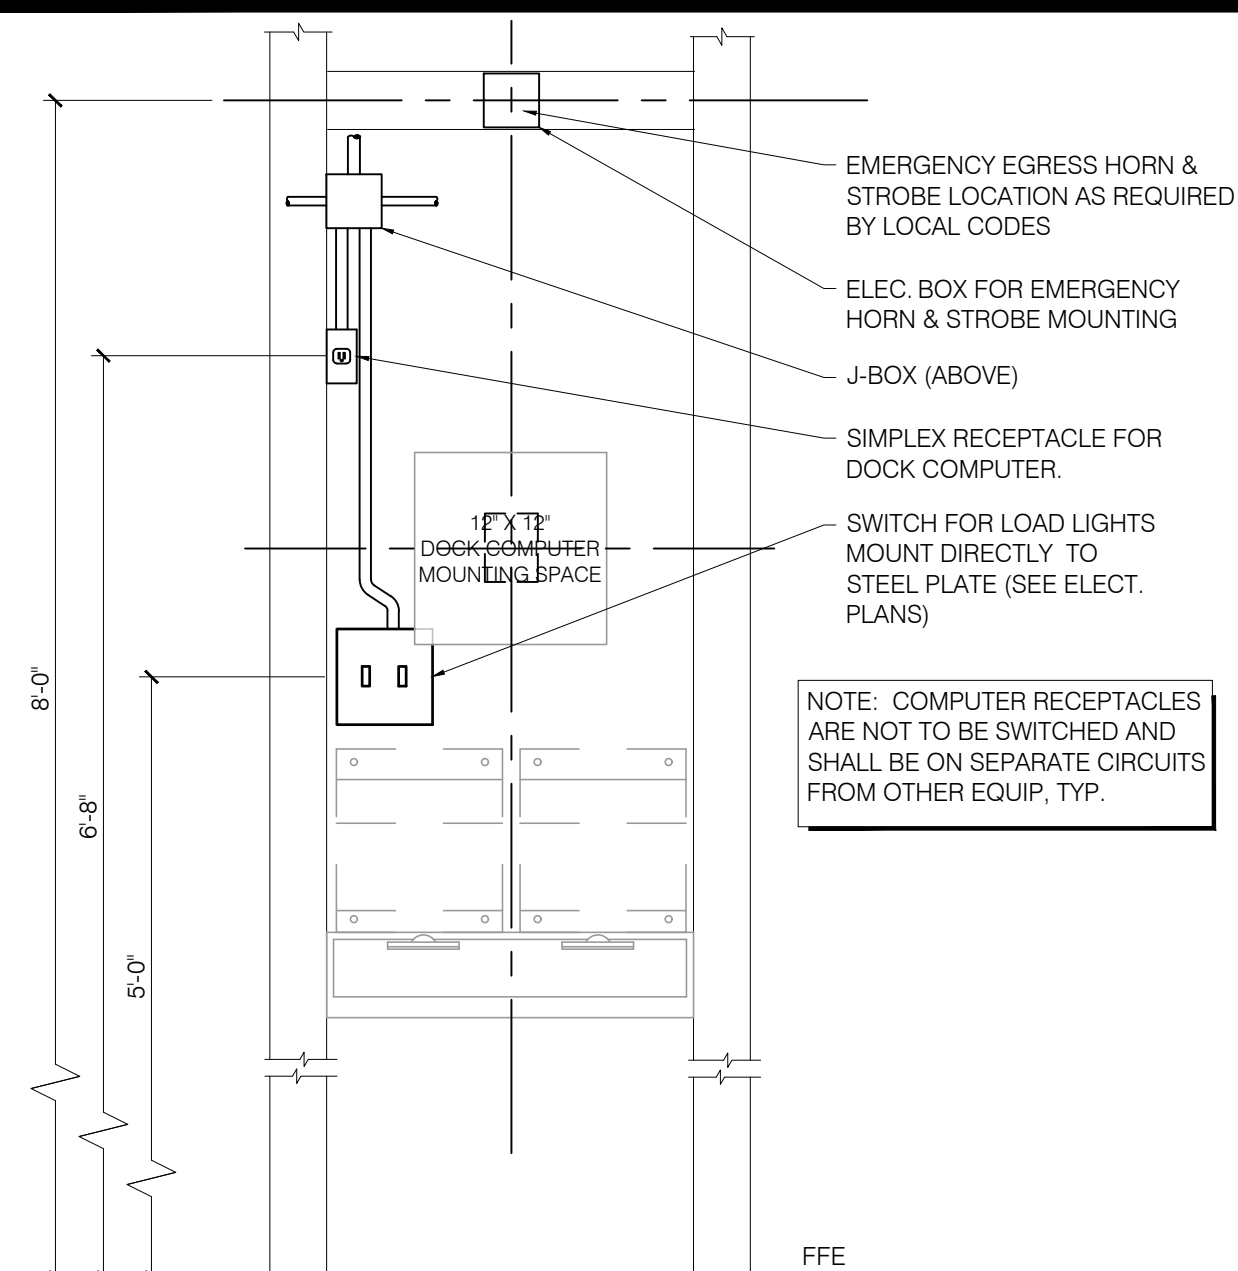 EMERGENCY EGRESS HORN &
STROBE LOCATION AS REQUIRED
BY LOCAL CODES
ELEC. BOX FOR EMERGENCY
HORN & STROBE MOUNTING
J-BOX (ABOVE)
SIMPLEX RECEPTACLE FOR
DOCK COMPUTER.
12" X 12"
DOCK COMPUTER
MOUNTING SPACE
SWITCH FOR LOAD LIGHTS
MOUNT DIRECTLY TO
STEEL PLATE (SEE ELECT.
PLANS)
8'-0"
6'-8"
5'-0"
NOTE: COMPUTER RECEPTACLES
ARE NOT TO BE SWITCHED AND
SHALL BE ON SEPARATE CIRCUITS
FROM OTHER EQUIP, TYP.
FFE